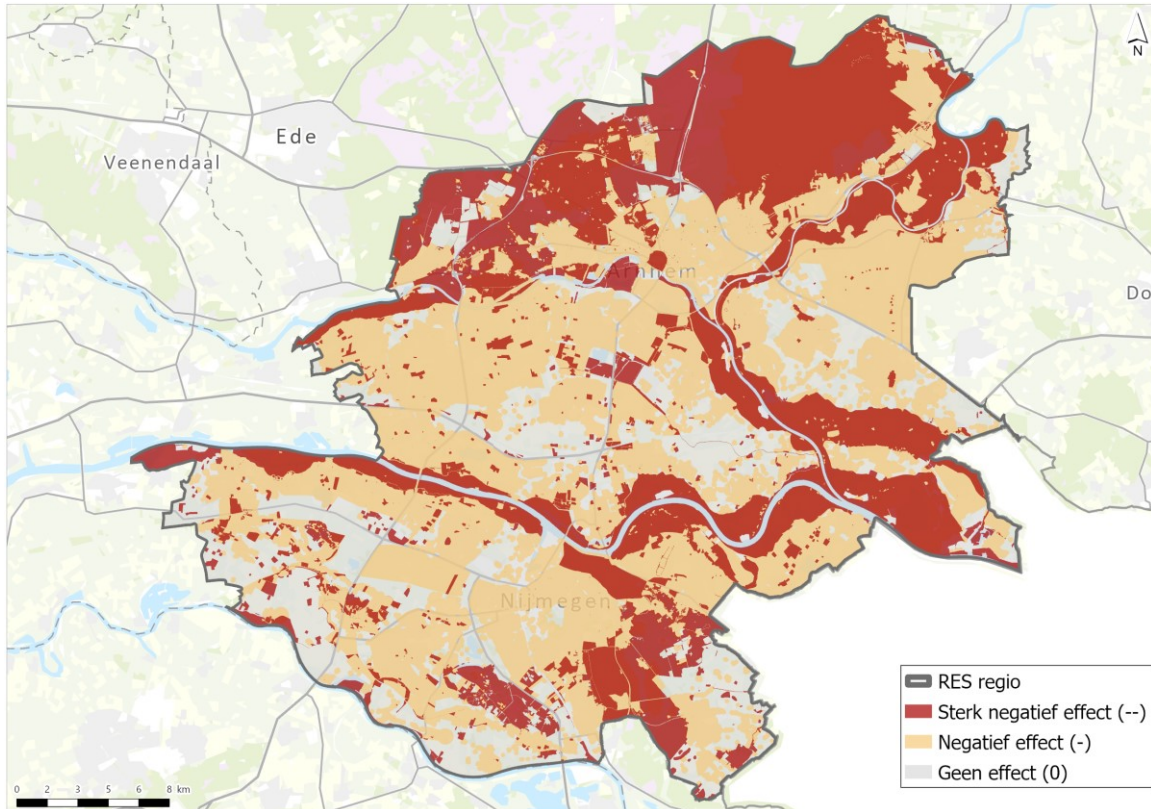 N
Ede
Veenendaal
Arnhem
Do
Nijmegen
RES regio
Sterk negatief effect (--)
Negatief effect (-)
Geen effect (0)
0 2 3 5 6 8 km